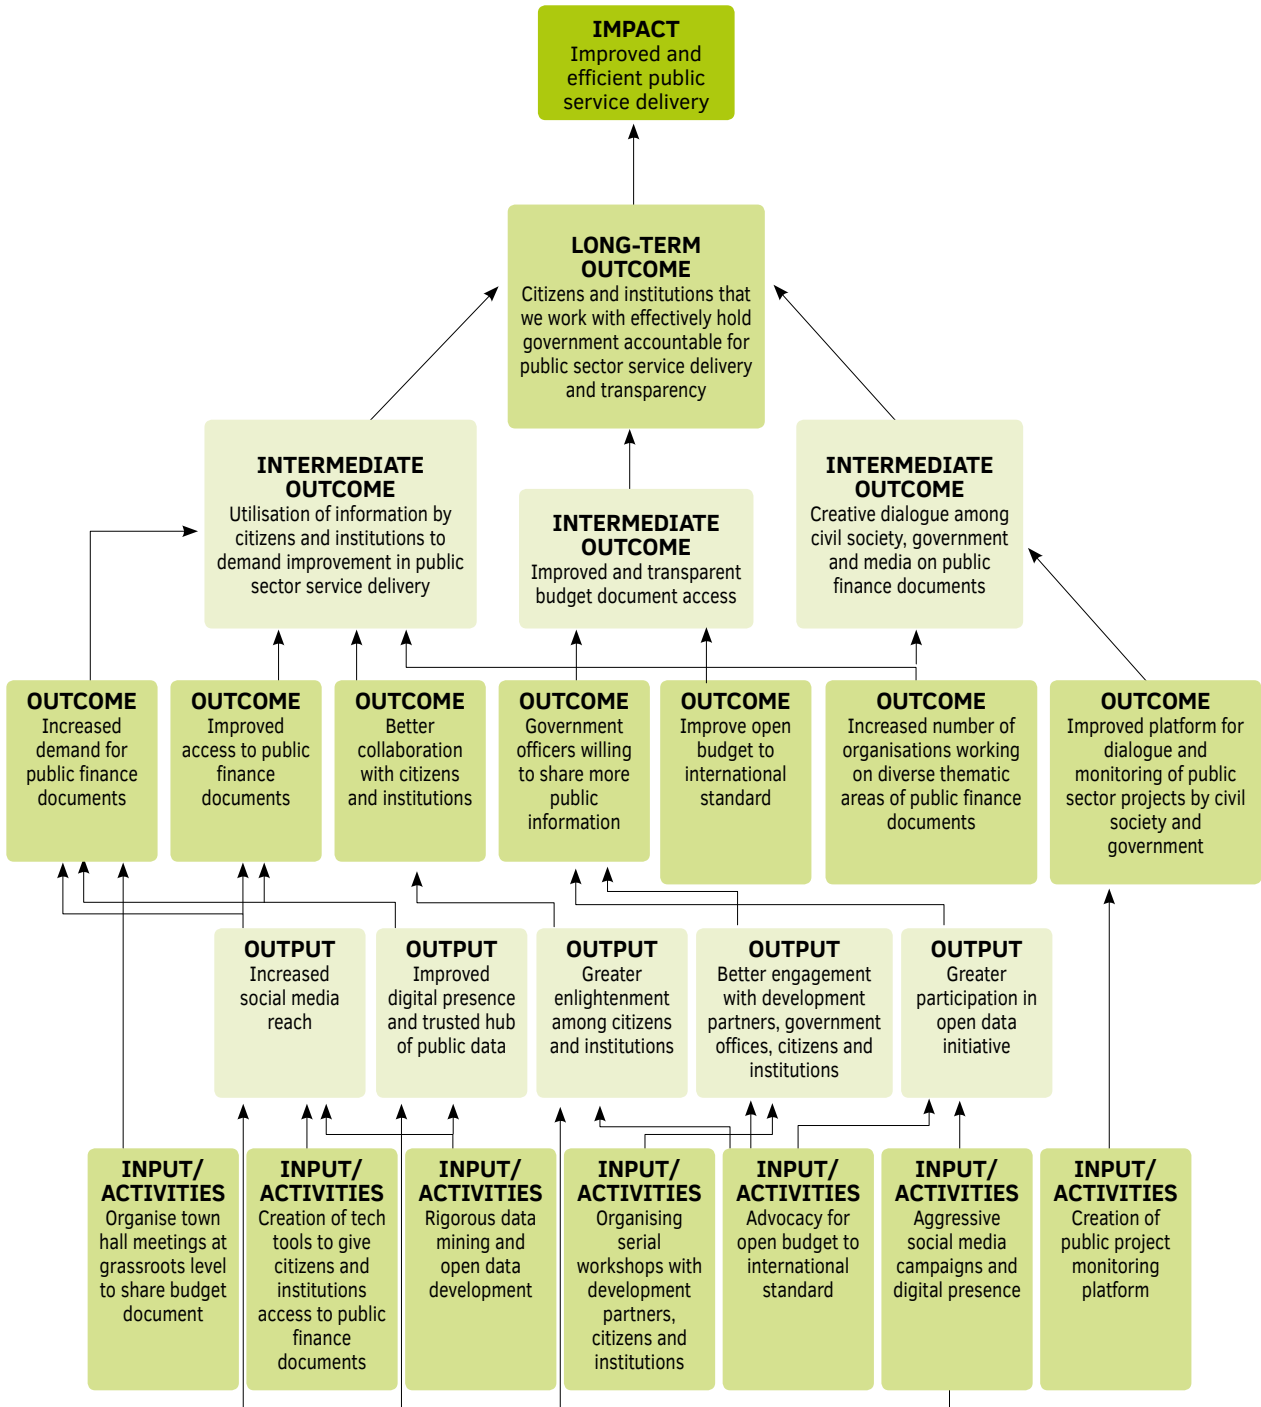 IMPACT
Improved and
efficient public
service delivery
LONG-TERM
OUTCOME
Citizens and institutions that
we work with effectively hold
government accountable for
public sector service delivery
and transparency
INTERMEDIATE
OUTCOME
Utilisation of information by
citizens and institutions to
demand improvement in public
sector service delivery
INTERMEDIATE
OUTCOME
Improved and transparent
budget document access
INTERMEDIATE
OUTCOME
Creative dialogue among
civil society, government
and media on public
finance documents
OUTCOME
Increased
demand for
public finance
documents
OUTCOME
Improved
access to public
finance
documents
OUTCOME
Better
collaboration
with citizens
and institutions
OUTCOME
Government
officers willing
to share more
public
information
OUTCOME
Improve open
budget to
international
standard
OUTCOME
Increased number of
organisations working
on diverse thematic
areas of public finance
documents
OUTCOME
Improved platform for
dialogue and
monitoring of public
sector projects by civil
society and
government
OUTPUT
Increased
social media
reach
OUTPUT
Improved
digital presence
and trusted hub
of public data
OUTPUT
Greater
enlightenment
among citizens
and institutions
OUTPUT
Better engagement
with development
partners, government
offices, citizens and
institutions
OUTPUT
Greater
participation in
open data
initiative
INPUT/
ACTIVITIES
Organise town
hall meetings at
grassroots level
to share budget
document
INPUT/
ACTIVITIES
Creation of tech
tools to give
citizens and
institutions
access to public
finance
documents
INPUT/
ACTIVITIES
Rigorous data
mining and
open data
development
INPUT/
ACTIVITIES
Organising
serial
workshops with
development
partners,
citizens and
institutions
INPUT/
ACTIVITIES
Advocacy for
open budget to
international
standard
INPUT/
ACTIVITIES
Aggressive
social media
campaigns and
digital presence
INPUT/
ACTIVITIES
Creation of
public project
monitoring
platform